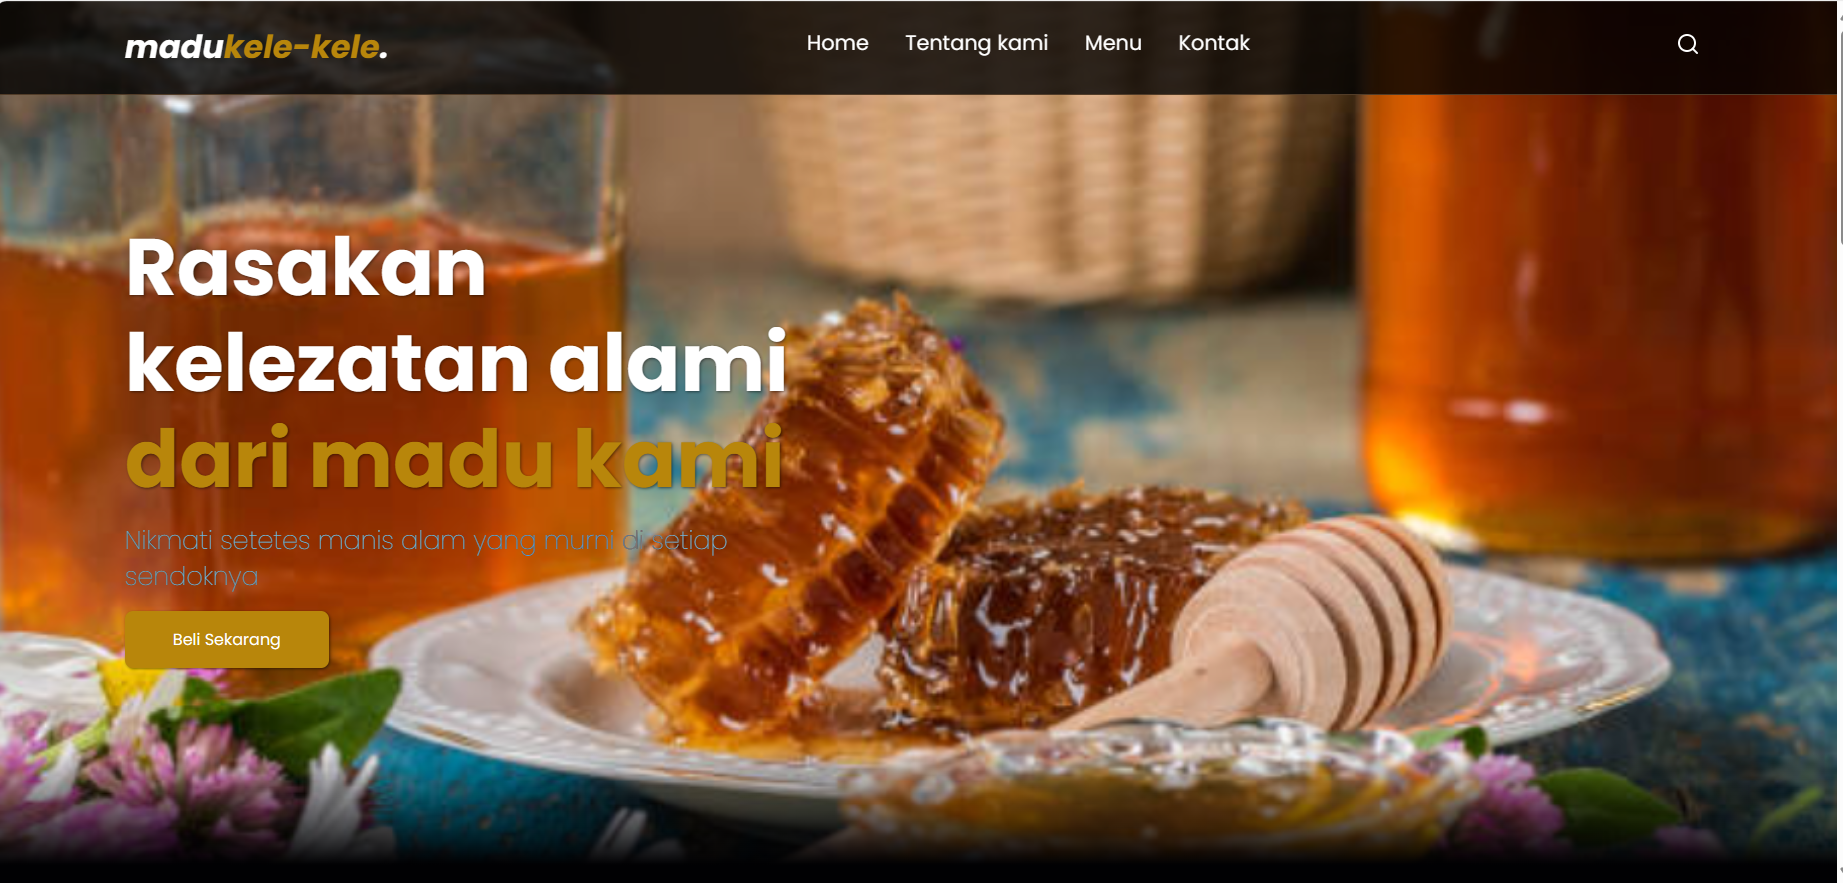 madukele-kele.
Home
Tentang kami
Menu
Kontak
Rasakan
kelezatan alami
dari madu kami
Nikmati setetes manis alam yang murni di setiap
sendoknya
Beli Sekarang